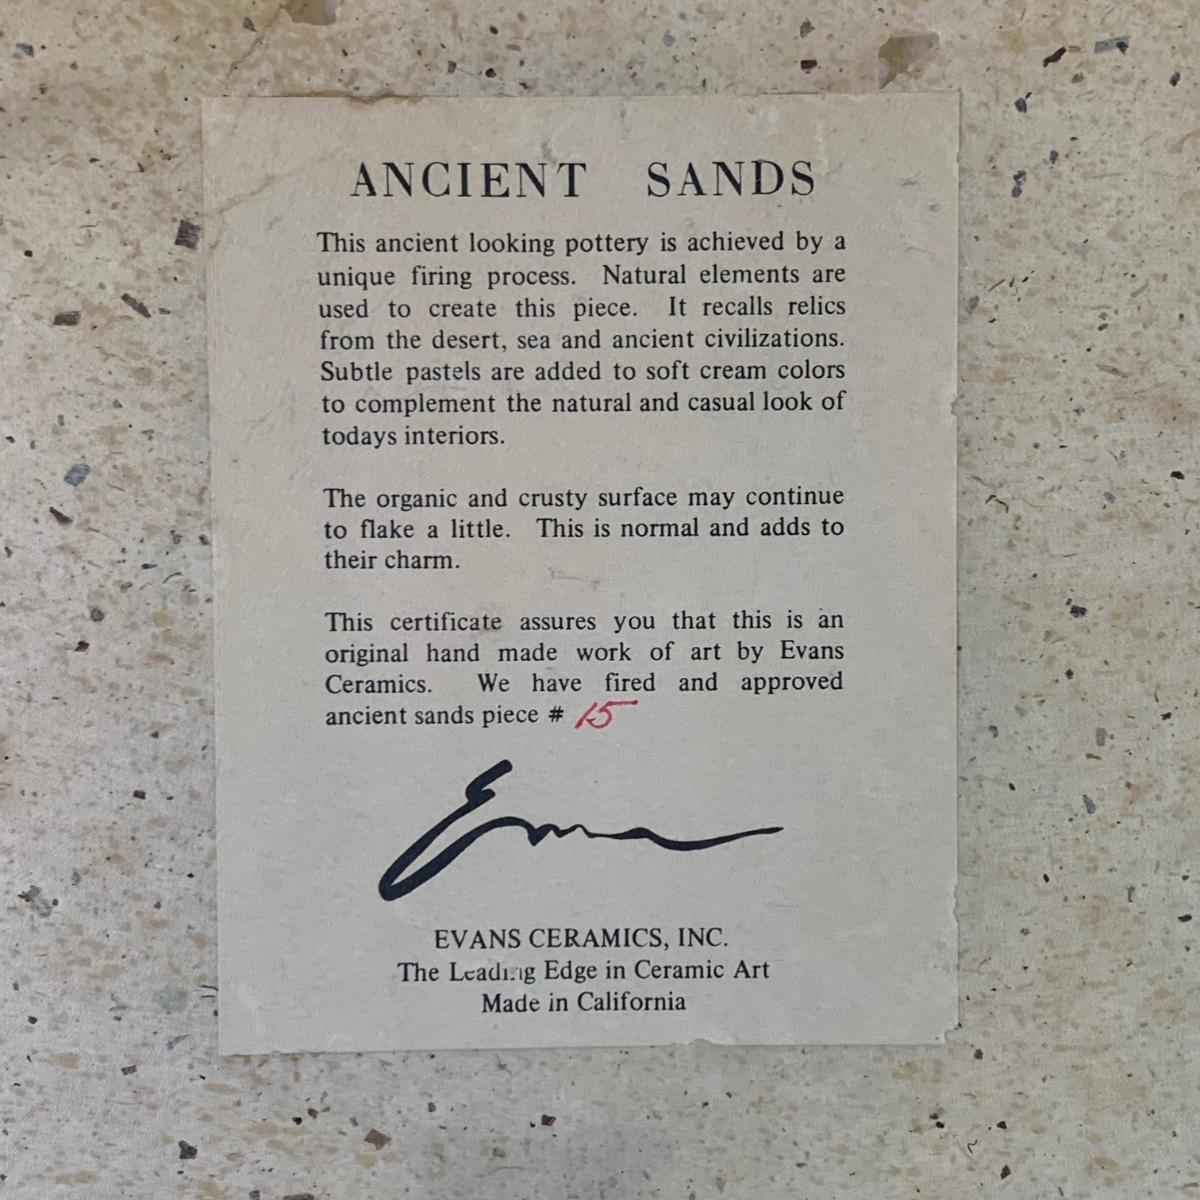 ANCIENT SANDS
This ancient looking pottery is achieved by a
unique firing process. Natural elements are
used to create this piece. It recalls relics
from the desert, sea and ancient civilizations.
Subtle pastels are added to soft cream colors
to complement the natural and casual look of
todays interiors.
The organic and crusty surface may continue
to flake a little. This is normal and adds to
their charm.
This certificate assures you that this is an
original hand made work of art by Evans
Ceramics. We have fired and approved
ancient sands piece # 15
EVANS CERAMICS, INC.
The Leading Edge in Ceramic Art
Made in California